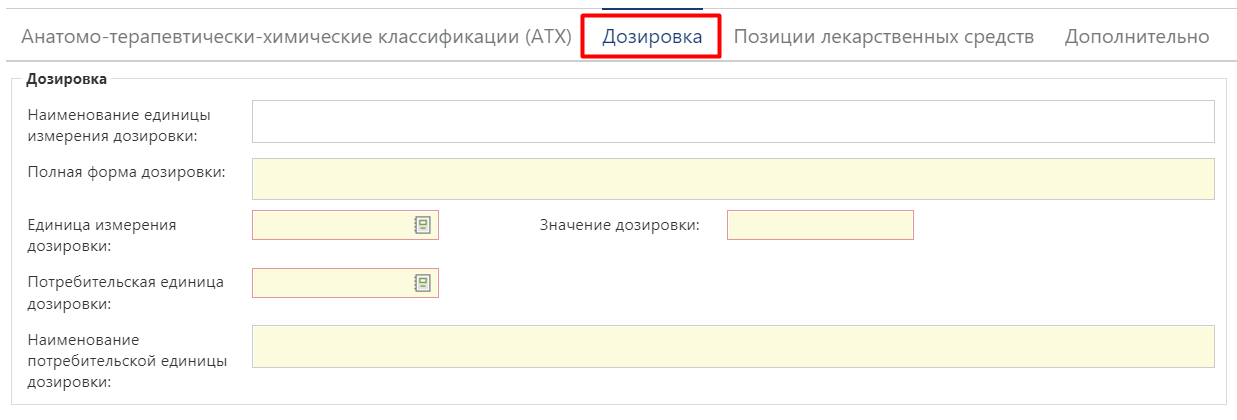 Анатомо-терапевтически-химические классификации (АТХ) Дозировка Позиции лекарственных средств Дополнительно
Дозировка
Наименование единицы
измерения дозировки:
Полная форма дозировки:
Единица измерения
дозировки:
Значение дозировки:
Потребительская единица
дозировки:
Наименование
потребительской единицы
дозировки: